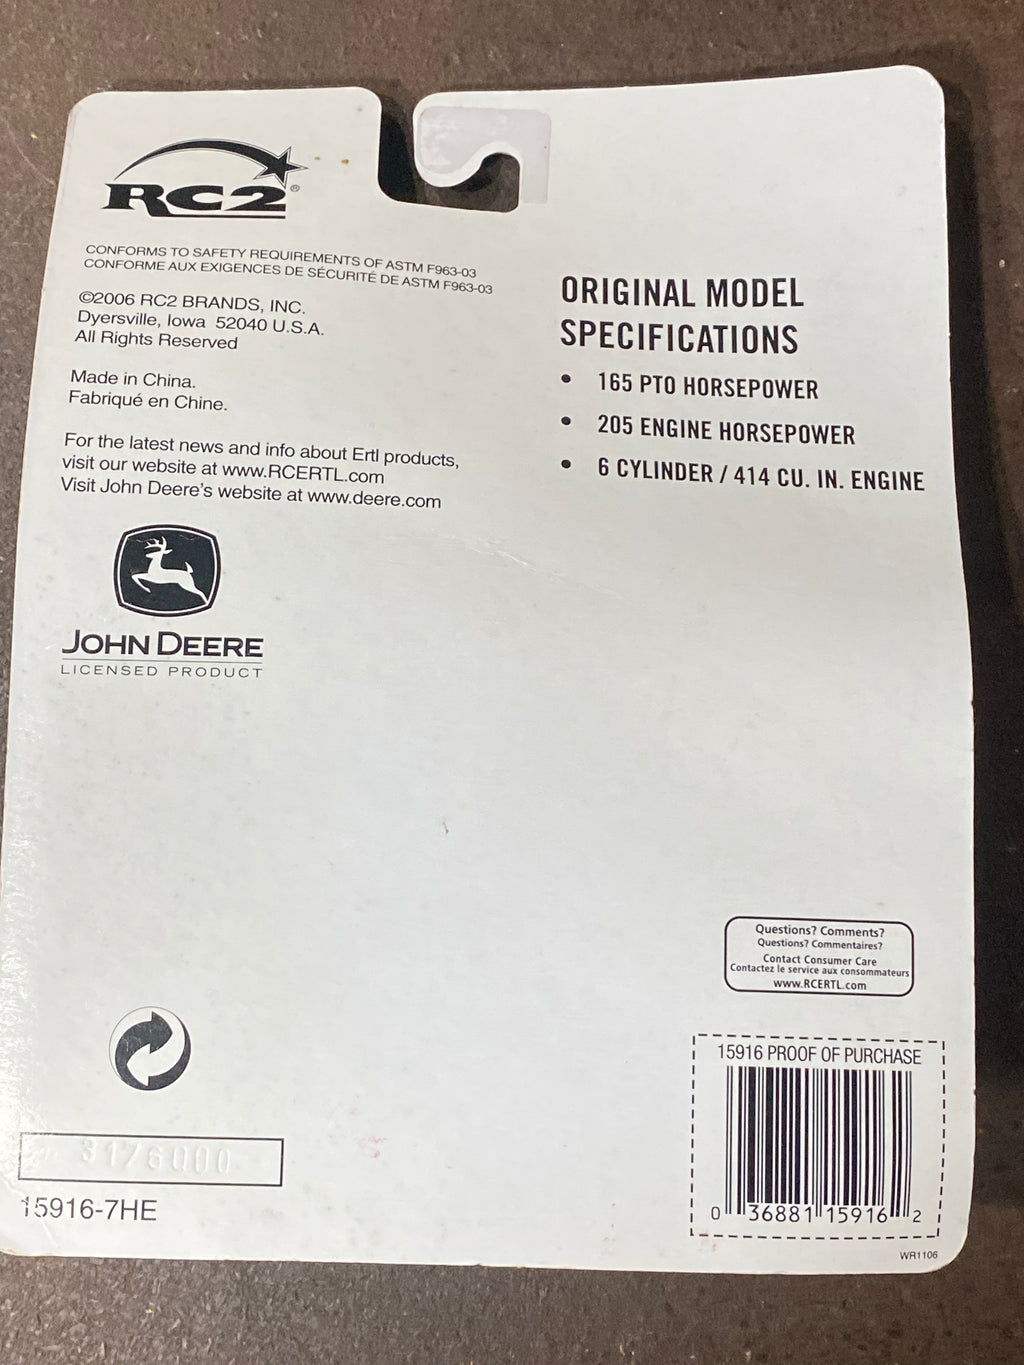 RC2®
CONFORMS TO SAFETY REQUIREMENTS OF ASTM F963-03
CONFORME AUX EXIGENCES DE SÉCURITÉ DE ASTM F963-03
©2006 RC2 BRANDS, INC.
Dyersville, Iowa 52040 U.S.A.
All Rights Reserved
Made in China.
Fabriqué en Chine.
For the latest news and info about Ertl products,
visit our website at www.RCERTL.com
Visit John Deere's website at www.deere.com
JOHN DEERE
LICENSED PRODUCT
ORIGINAL MODEL
SPECIFICATIONS
• 165 PTO HORSEPOWER
• 205 ENGINE HORSEPOWER
• 6 CYLINDER / 414 CU. IN. ENGINE
Questions? Comments?
Questions? Commentaires?
Contact Consumer Care
Contactez le service aux consommateurs
www.RCERTL.com
15916 PROOF OF PURCHASE
0 36881 15916 2
WR1106
3176000
15916-7HE